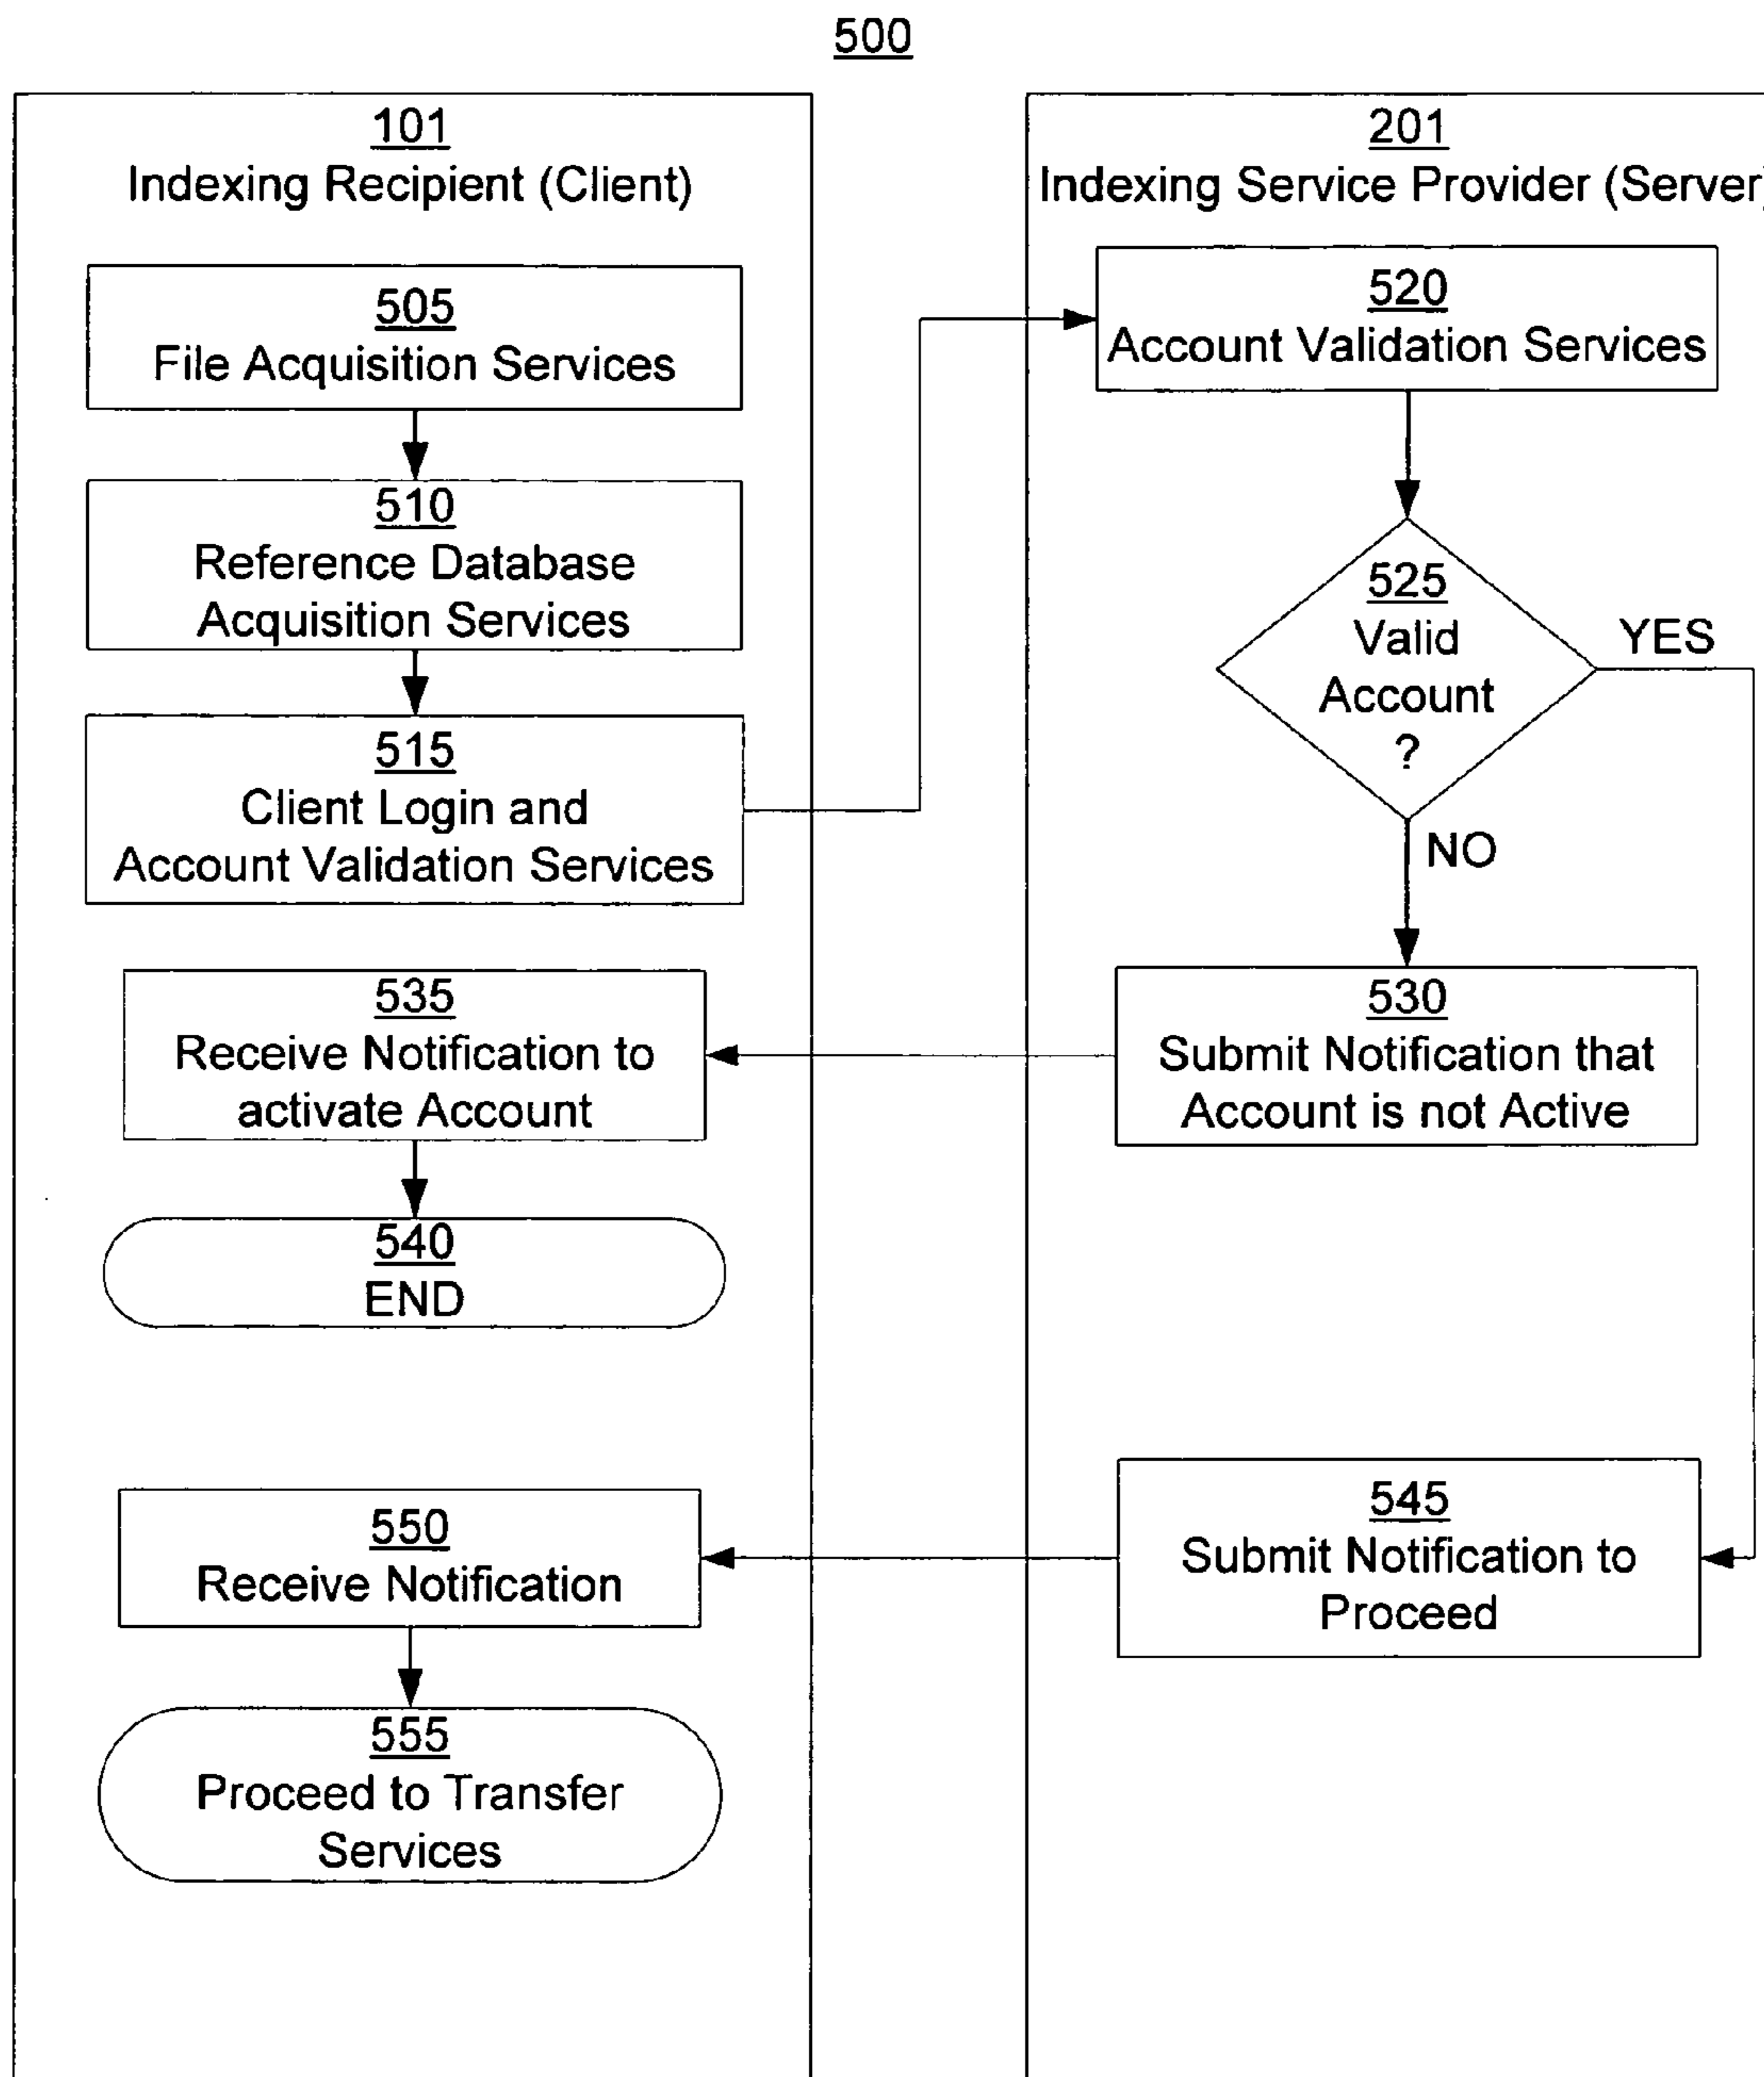 500
101
Indexing Recipient (Client)
505
File Acquisition Services
510
Reference Database
Acquisition Services
515
Client Login and
Account Validation Services
535
Receive Notification to
activate Account
540
END
550
Receive Notification
555
Proceed to Transfer
Services
201
Indexing Service Provider (Server)
520
Account Validation Services
525
Valid
Account
?
YES
NO
530
Submit Notification that
Account is not Active
545
Submit Notification to
Proceed